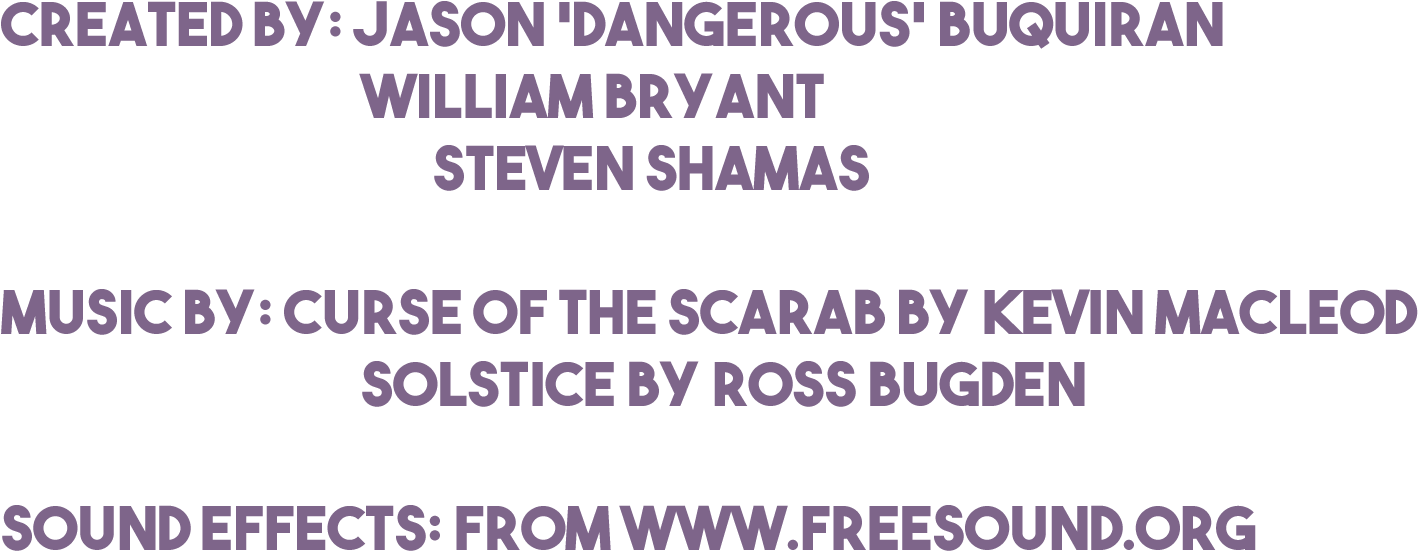 CREATED BY: JASON 'DANGEROUS' BUQUIRAN
WILLIAM BRYANT
STEVEN SHAMAS
MUSIC BY: CURSE OF THE SCARAB BY KEVIN MACLEOD
SOLSTICE BY ROSS BUGDEN
SOUND EFFECTS: FROM WWW.FREESOUND.ORG